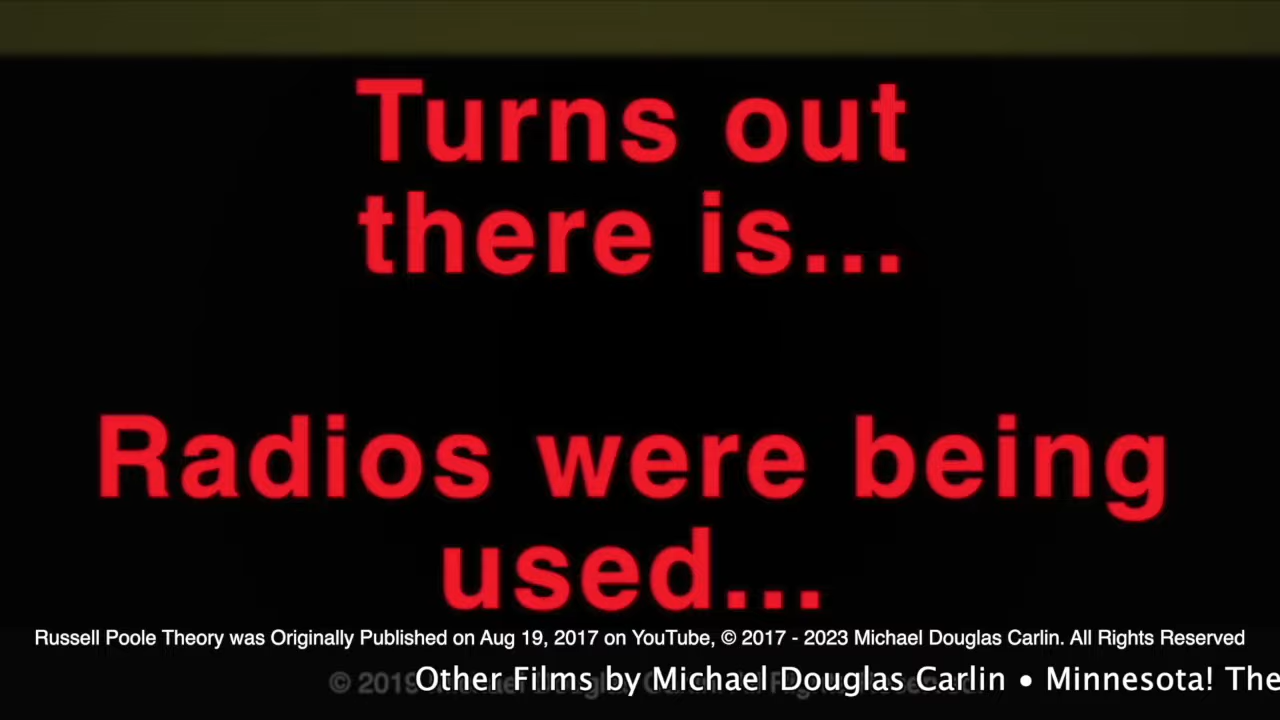 Turns out
there is...
Radios were being
used...
Russell Poole Theory was Originally Published on Aug 19, 2017 on YouTube, © 2017 - 2023 Michael Douglas Carlin. All Rights Reserved
Other Films by Michael Douglas Carlin • Minnesota! The
© 2019